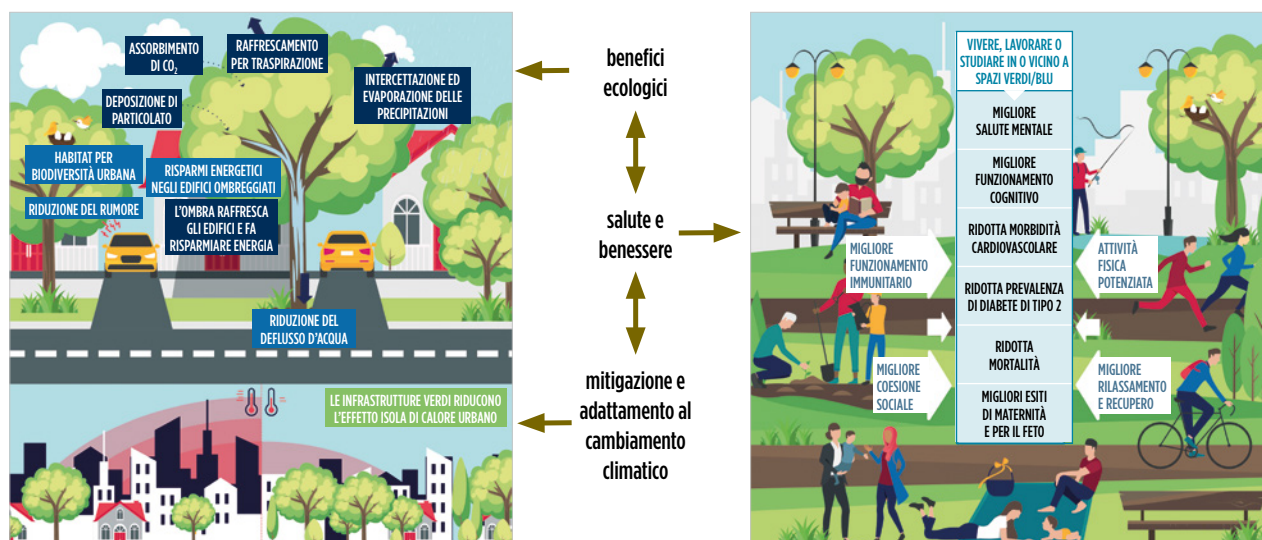 ASSORBIMENTO
DI CO₂
RAFFRESCAMENTO
PER TRASPIRAZIONE
INTERCETTAZIONE ED
EVAPORAZIONE DELLE
PRECIPITAZIONI
DEPOSIZIONE DI
PARTICOLATO
HABITAT PER
BIODIVERSITÀ URBANA
RISPARMI ENERGETICI
NEGLI EDIFICI OMBREGGIATI
RIDUZIONE DEL RUMORE
L'OMBRA RAFFRESCA
GLI EDIFICI E FA
RISPARMIARE ENERGIA
RIDUZIONE DEL
DEFLUSSO D'ACQUA
LE INFRASTRUTTURE VERDI RIDUCONO
L'EFFETTO ISOLA DI CALORE URBANO
benefici
ecologici
salute e
benessere
mitigazione e
adattamento al
cambiamento
climatico
VIVERE, LAVORARE O
STUDIARE IN O VICINO A
SPAZI VERDI/BLU
MIGLIORE
SALUTE MENTALE
MIGLIORE
FUNZIONAMENTO
COGNITIVO
RIDOTTA MORBIDITÀ
CARDIOVASCOLARE
RIDOTTA PREVALENZA
DI DIABETE DI TIPO 2
RIDOTTA
MORTALITÀ
MIGLIORI ESITI
DI MATERNITÀ
E PER IL FETO
MIGLIORE
FUNZIONAMENTO
IMMUNITARIO
MIGLIORE
COESIONE
SOCIALE
ATTIVITÀ
FISICA
POTENZIATA
MIGLIORE
RILASSAMENTO
E RECUPERO